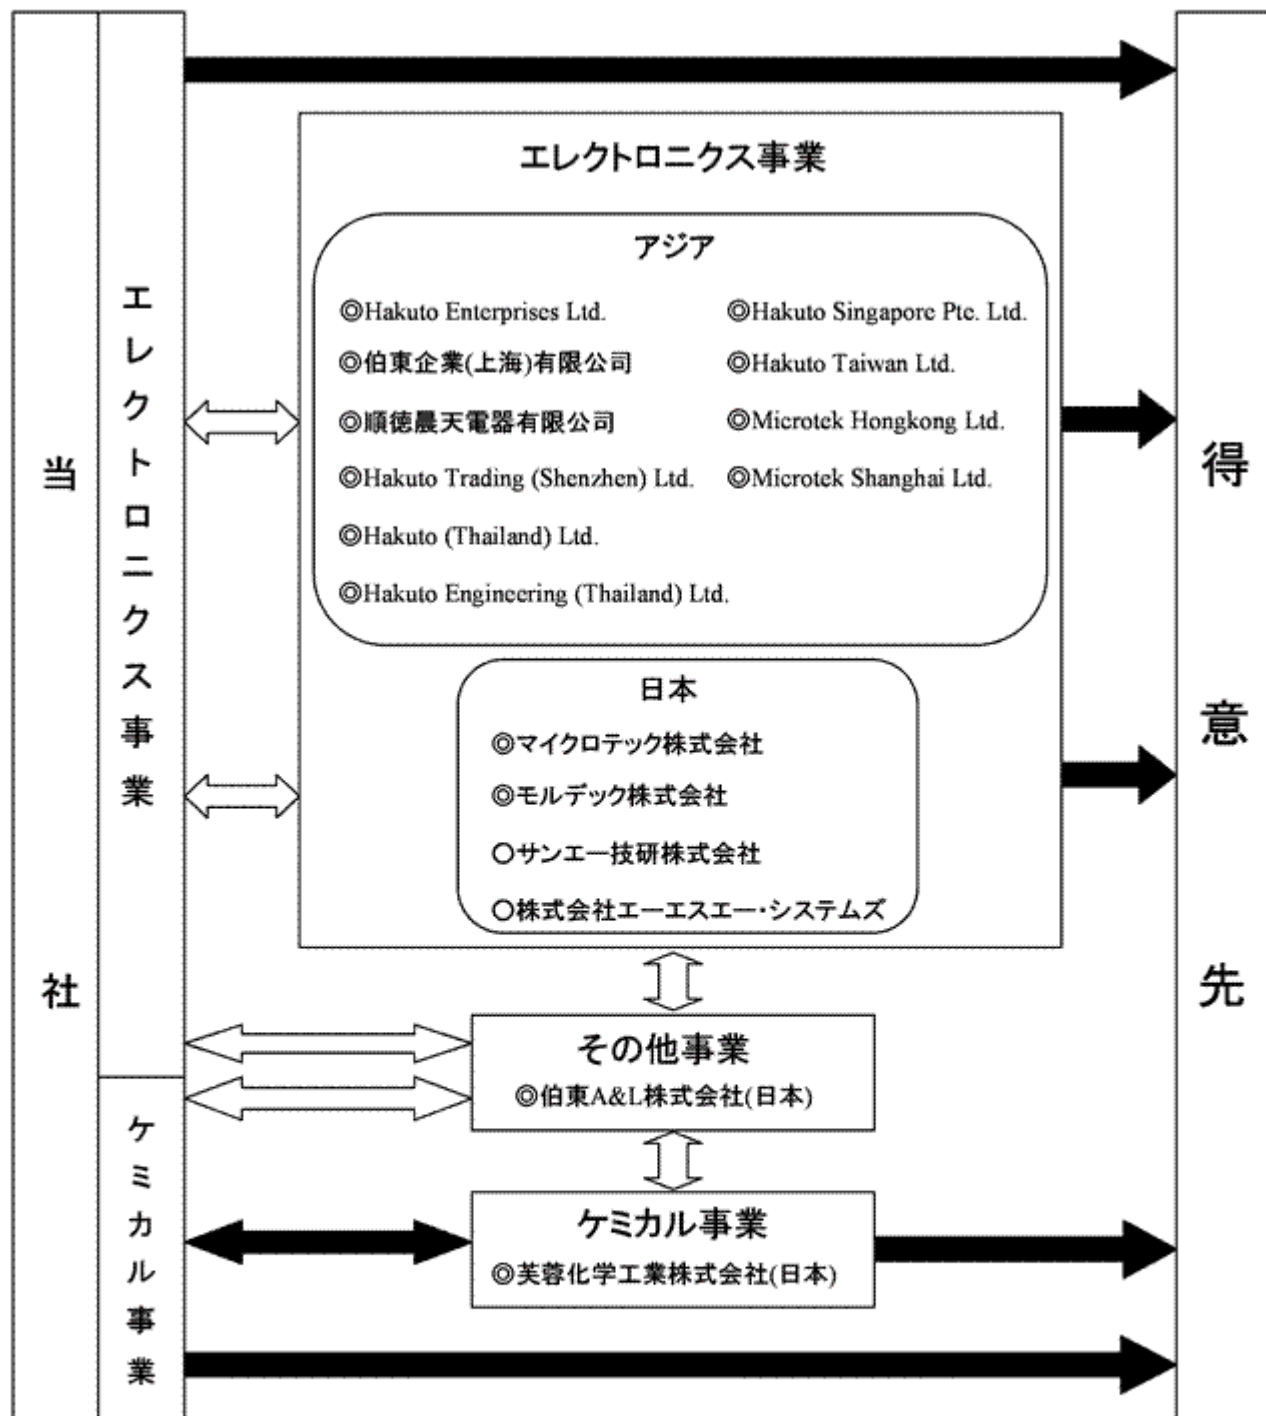 当社
エレクトロニクス事業
ケミカル事業
エレクトロニクス事業
アジア
◎Hakuto Enterprises Ltd.
◎Hakuto Singapore Pte. Ltd.
◎伯東企業(上海)有限公司
◎Hakuto Taiwan Ltd.
◎順徳晨天電器有限公司
◎Microtek Hongkong Ltd.
◎Hakuto Trading (Shenzhen) Ltd.
◎Microtek Shanghai Ltd.
◎Hakuto (Thailand) Ltd.
◎Hakuto Engineering (Thailand) Ltd.
日本
◎マイクロテック株式会社
◎モルデック株式会社
○サンエー技研株式会社
○株式会社エーエスエー・システムズ
その他事業
◎伯東A&L株式会社(日本)
ケミカル事業
◎芙蓉化学工業株式会社(日本)
得意先